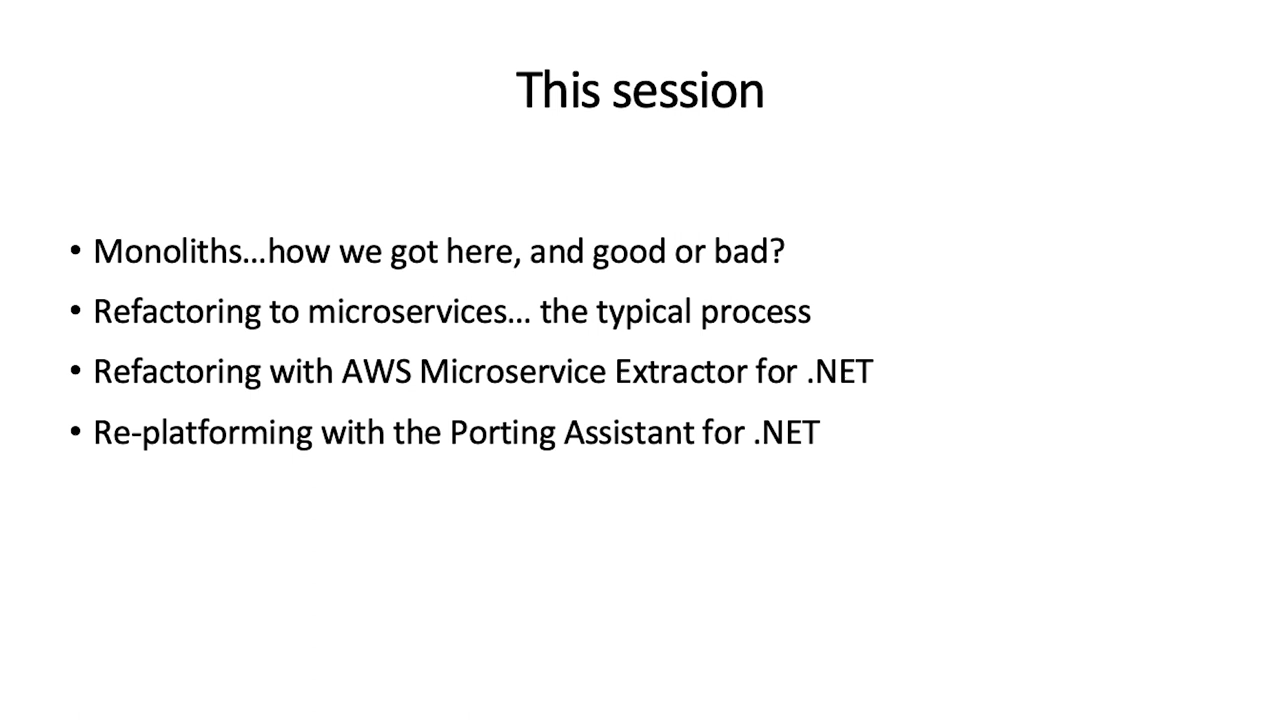 This session
• Monoliths...how we got here, and good or bad?
• Refactoring to microservices... the typical process
• Refactoring with AWS Microservice Extractor for .NET
• Re-platforming with the Porting Assistant for .NET